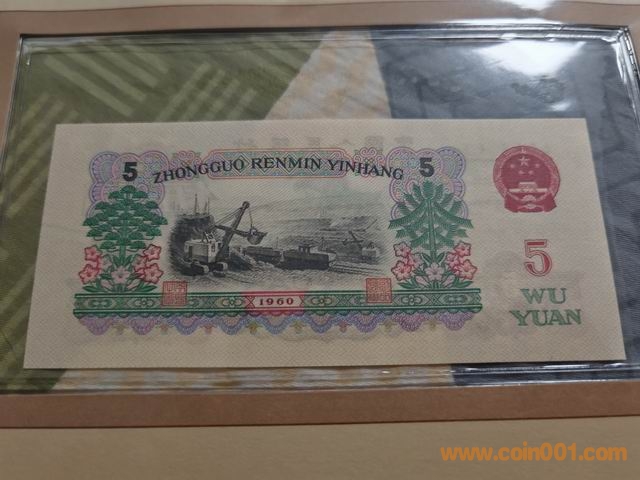 5 ZHONGGUO RENMIN YINHANG 5
5
WU
YUAN
1960
www.coin001.com